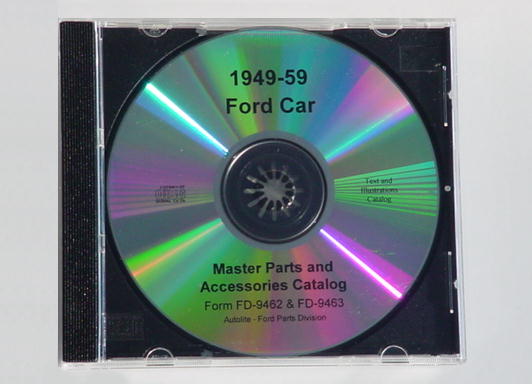 1949-59
Ford Car
Text and
Illustrations
Catalog
Master Parts and
Accessories Catalog
Form FD-9462 & FD-9463
Autolite - Ford Parts Division